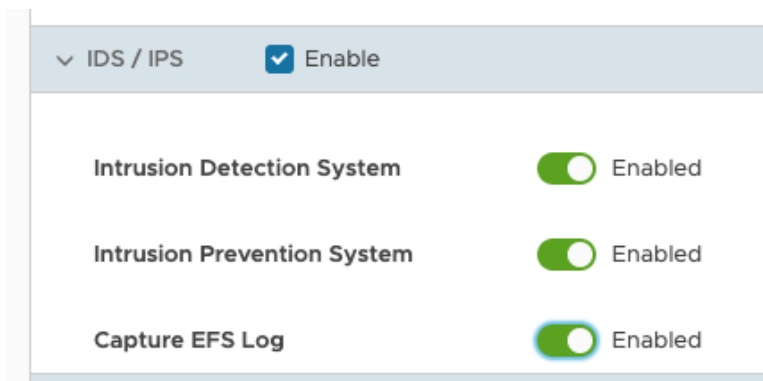 IDS / IPS Enable
Intrusion Detection System Enabled
Intrusion Prevention System Enabled
Capture EFS Log Enabled